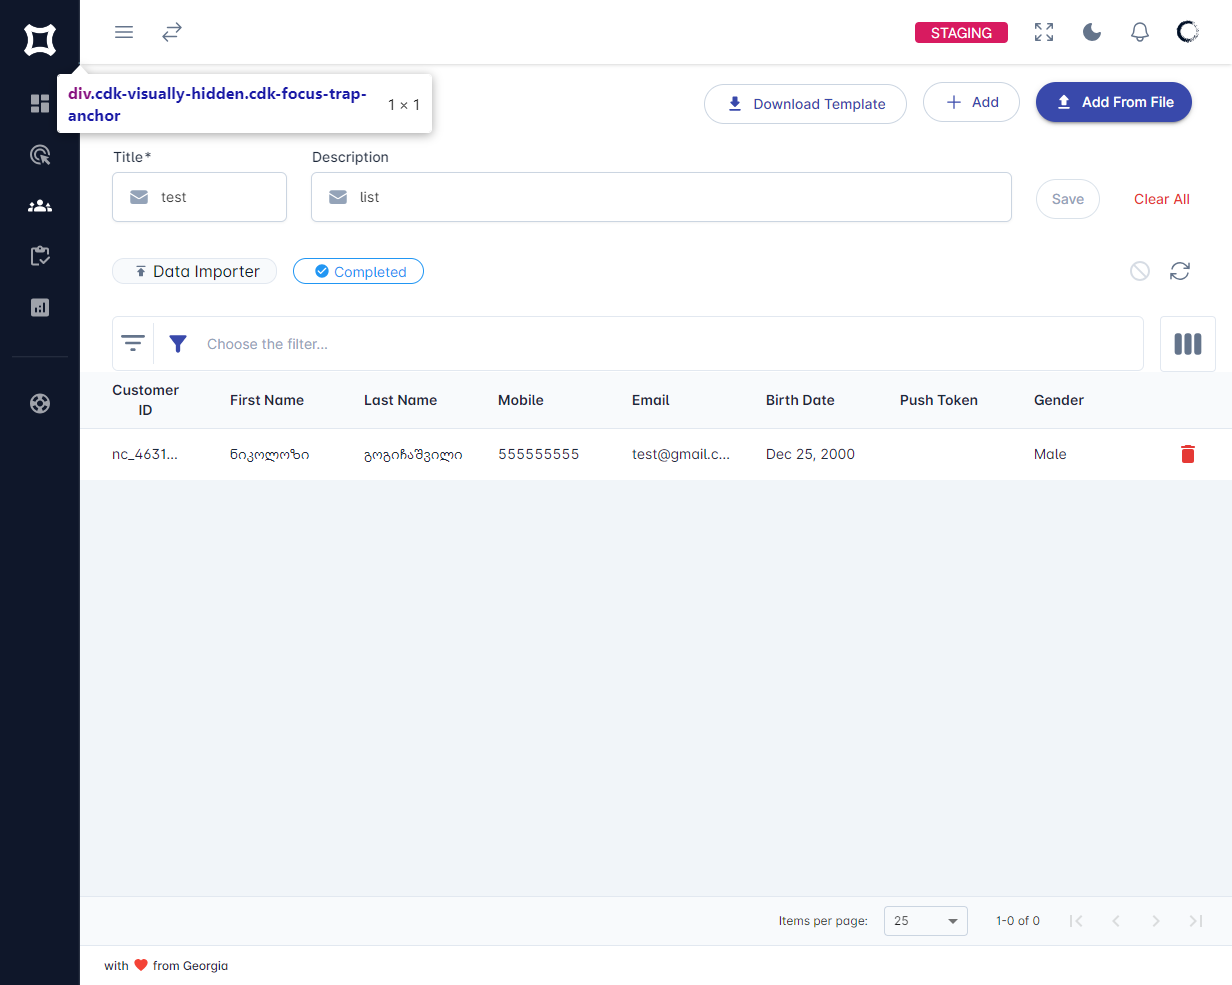 STAGING
div.cdk-visually-hidden.cdk-focus-trap-
anchor
1 × 1
Download Template
Add
Add From File
Title*
Description
test
list
Save
Clear All
Data Importer
Completed
Choose the filter...
Customer
ID
First Name
Last Name
Mobile
Email
Birth Date
Push Token
Gender
nc_4631...
ნიკოლოზი
გოგიჩაშვილი
555555555
test@gmail.c...
Dec 25, 2000
Male
Items per page:
25
1-0 of 0
with ❤ from Georgia